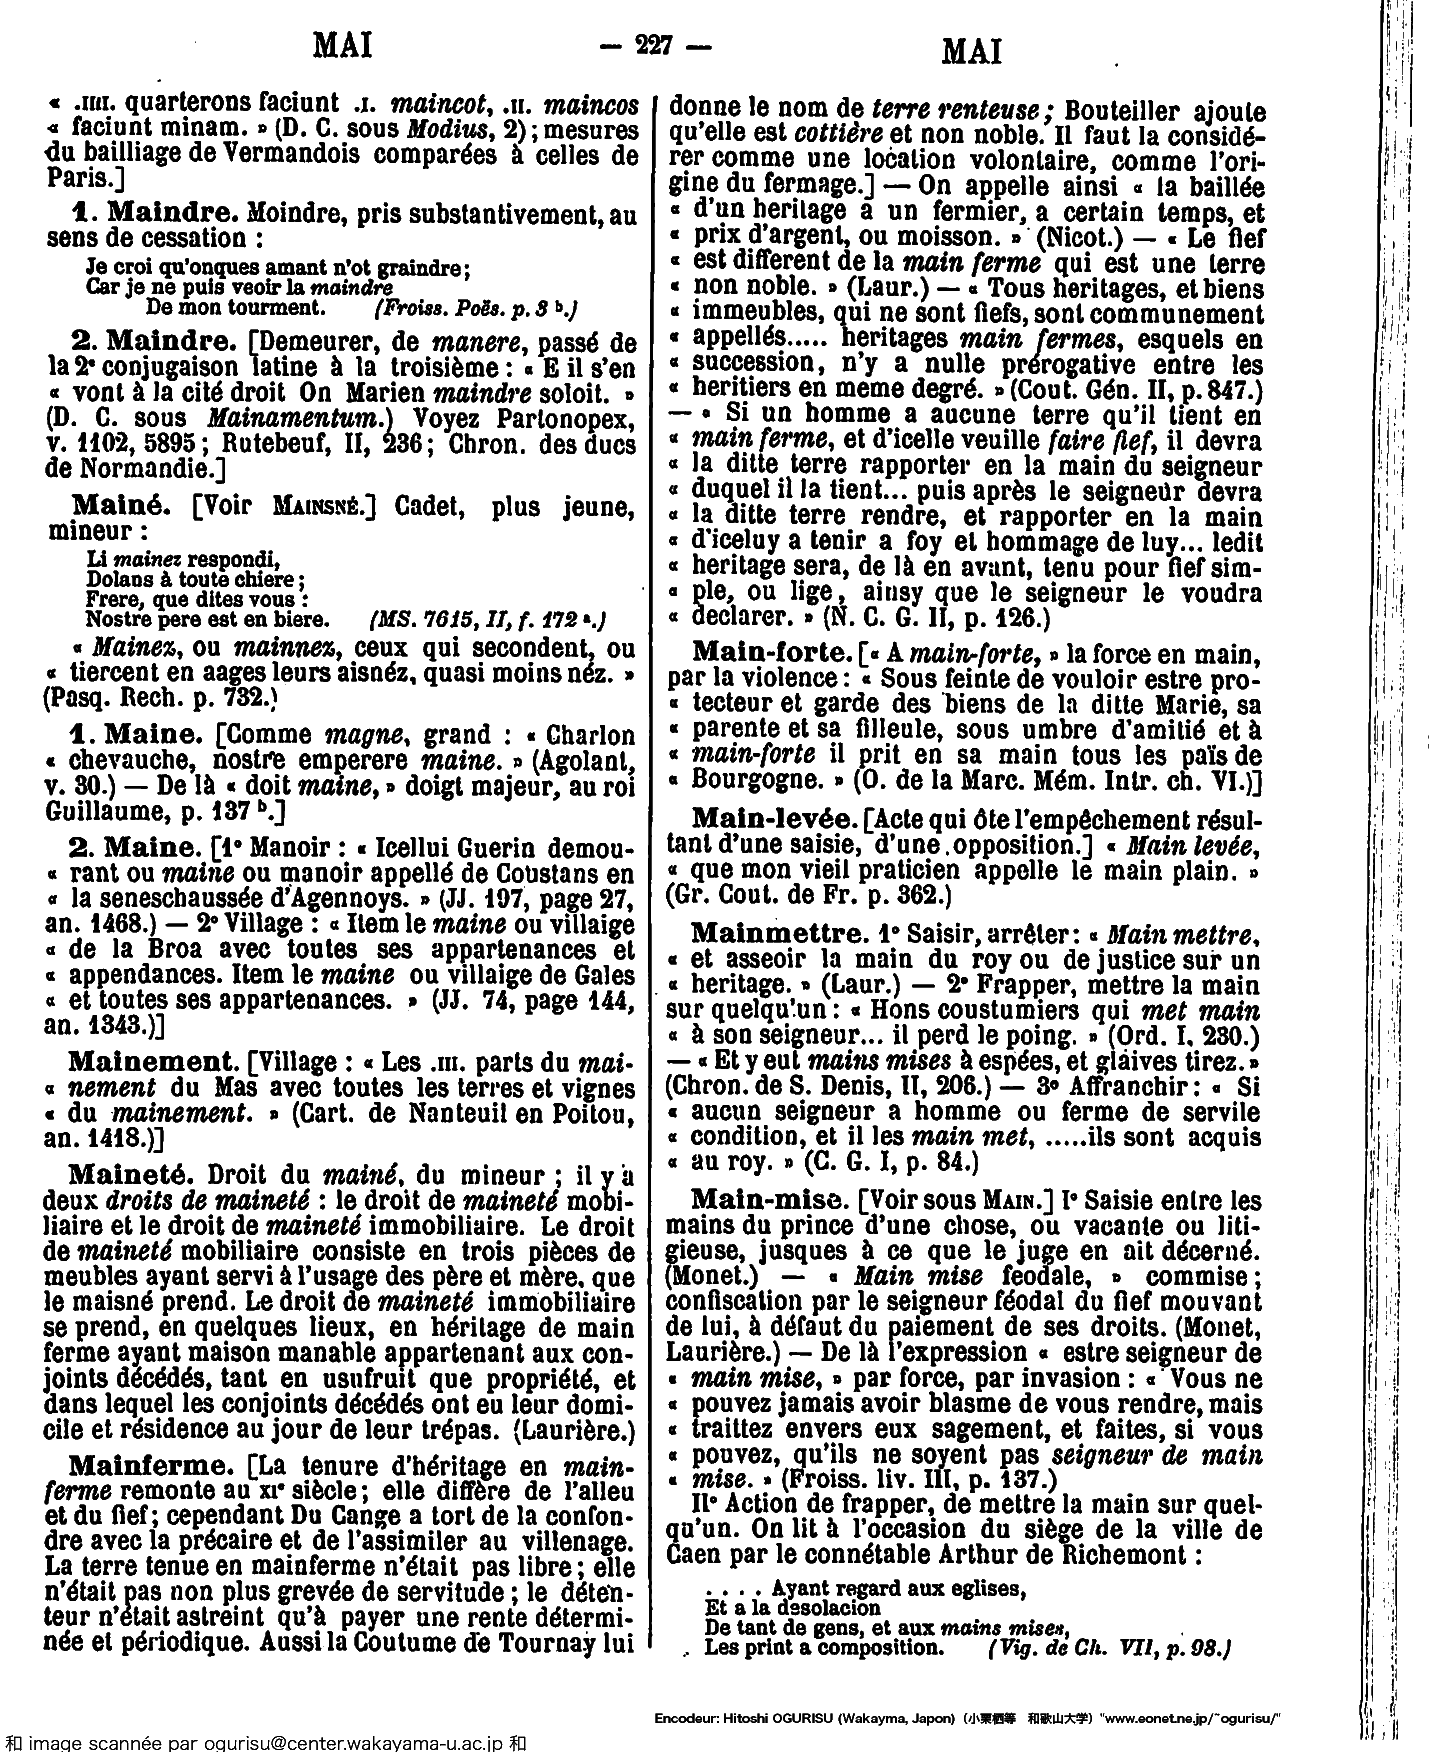 MAI — 227 — MAI
« .IIII. quarterons faciunt .I. maincot, .II. maincos
« faciunt minam. » (D. C. sous Modius, 2); mesures
du bailliage de Vermandois comparées à celles de
Paris.]
1. Maindre. Moindre, pris substantivement, au
sens de cessation :
Je croi qu'onques amant n'ot graindre;
Car je ne puis veoir la maindre
De mon tourment. (Froiss. Poës. p. 3 b.)
2. Maindre. [Demeurer, de manere, passé de
la 2e conjugaison latine à la troisième : « E il s'en
« vont à la cité droit On Marien maindre soloit. »
(D. C. sous Mainamentum.) Voyez Partonopex,
v. 1102, 5895; Rutebeuf, II, 236; Chron. des ducs
de Normandie.]
Mainé. [Voir MAINSNÉ.] Cadet, plus jeune,
mineur :
Li mainez respondi,
Dolans à toute chiere;
Frere, que dites vous :
Nostre pere est en biere. (MS. 7615, II, f. 172 a.)
« Mainez, ou mainnez, ceux qui secondent, ou
« tiercent en aages leurs aisnéz, quasi moins néz. »
(Pasq. Rech. p. 732.)
1. Maine. [Comme magne, grand : « Charlon
« chevauche, nostre emperere maine. » (Agolant,
v. 30.) — De là « doit maine, » doigt majeur, au roi
Guillaume, p. 137 b.]
2. Maine. [1° Manoir : « Icellui Guerin demou-
« rant ou maine ou manoir appellé de Coustans en
« la seneschaussée d'Agennoys. » (JJ. 197, page 27,
an. 1468.) — 2° Village : « Item le maine ou villaige
« de la Broa avec toutes ses appartenances et
« appendances. Item le maine ou villaige de Gales
« et toutes ses appartenances. » (JJ. 74, page 144,
an. 1343.)]
Mainement. [Village : « Les .III. parts du mai-
« nement du Mas avec toutes les terres et vignes
« du mainement. » (Cart. de Nanteuil en Poitou,
an. 1418.)]
Maineté. Droit du mainé, du mineur ; il y a
deux droits de maineté : le droit de maineté mobi-
liaire et le droit de maineté immobiliaire. Le droit
de maineté mobiliaire consiste en trois pièces de
meubles ayant servi à l'usage des père et mère, que
le maisné prend. Le droit de maineté immobiliaire
se prend, en quelques lieux, en héritage de main
ferme ayant maison manable appartenant aux con-
joints décédés, tant en usufruit que propriété, et
dans lequel les conjoints décédés ont eu leur domi-
cile et résidence au jour de leur trépas. (Laurière.)
Mainferme. [La tenure d'héritage en main-
ferme remonte au XIe siècle; elle diffère de l'alleu
et du fief; cependant Du Cange a tort de la confon-
dre avec la précaire et de l'assimiler au villenage.
La terre tenue en mainferme n'était pas libre; elle
n'était pas non plus grevée de servitude; le déten-
teur n'était astreint qu'à payer une rente détermi-
née et périodique. Aussi la Coutume de Tournay lui
donne le nom de terre renteuse; Bouteiller ajoute
qu'elle est cottière et non noble. Il faut la considé-
rer comme une location volontaire, comme l'ori-
gine du fermage.] — On appelle ainsi « la baillée
« d'un heritage a un fermier, a certain temps, et
« prix d'argent, ou moisson. » (Nicot.) — « Le fief
« est different de la main ferme qui est une terre
« non noble. » (Laur.) — « Tous heritages, et biens
« immeubles, qui ne sont fiefs, sont communement
« appellés..... heritages main fermes, esquels en
« succession, n'y a nulle prérogative entre les
« heritiers en meme degré. » (Cout. Gén. II, p. 847.)
— « Si un homme a aucune terre qu'il tient en
« main ferme, et d'icelle veuille faire fief, il devra
« la ditte terre rapporter en la main du seigneur
« duquel il la tient... puis après le seigneur devra
« la ditte terre rendre, et rapporter en la main
« d'iceluy a tenir a foy et hommage de luy... ledit
« heritage sera, de là en avant, tenu pour fief sim-
« ple, ou lige, ainsy que le seigneur le voudra
« declarer. » (N. C. G. II, p. 126.)
Main-forte. [« A main-forte, » la force en main,
par la violence : « Sous feinte de vouloir estre pro-
« tecteur et garde des biens de la ditte Marie, sa
« parente et sa filleule, sous umbre d'amitié et à
« main-forte il prit en sa main tous les païs de
« Bourgogne. » (O. de la Marc. Mém. Intr. ch. VI.)]
Main-levée. [Acte qui ôte l'empêchement résul-
tant d'une saisie, d'une opposition.] « Main levée,
« que mon vieil praticien appelle le main plain. »
(Gr. Cout. de Fr. p. 362.)
Mainmettre. 1° Saisir, arrêter : « Main mettre,
« et asseoir la main du roy ou de justice sur un
« heritage. » (Laur.) — 2° Frapper, mettre la main
sur quelqu'un : « Hons coustumiers qui met main
« à son seigneur... il perd le poing. » (Ord. I, 230.)
— « Et y eut mains mises à espées, et glaives tirez. »
(Chron. de S. Denis, II, 206.) — 3° Affranchir : « Si
« aucun seigneur a homme ou ferme de servile
« condition, et il les main met, .....ils sont acquis
« au roy. » (C. G. I, p. 84.)
Main-mise. [Voir sous MAIN.] I° Saisie entre les
mains du prince d'une chose, ou vacante ou liti-
gieuse, jusques à ce que le juge en ait décerné.
(Monet.) — « Main mise feodale, » commise;
confiscation par le seigneur féodal du fief mouvant
de lui, à défaut du paiement de ses droits. (Monet,
Laurière.) — De là l'expression « estre seigneur de
« main mise, » par force, par invasion : « Vous ne
« pouvez jamais avoir blasme de vous rendre, mais
« traittez envers eux sagement, et faites, si vous
« pouvez, qu'ils ne soyent pas seigneur de main
« mise. » (Froiss. liv. III, p. 137.)
II° Action de frapper, de mettre la main sur quel-
qu'un. On lit à l'occasion du siège de la ville de
Caen par le connétable Arthur de Richemont :
. . . . Ayant regard aux eglises,
Et a la desolacion
De tant de gens, et aux mains mises,
Les print a composition. (Vig. de Ch. VII, p. 98.)
Encodeur: Hitoshi OGURISU (Wakayma, Japon) (小栗栖等 和歌山大学) "www.eonet.ne.jp/~ogurisu/"
和 image scannée par ogurisu@center.wakayama-u.ac.jp 和